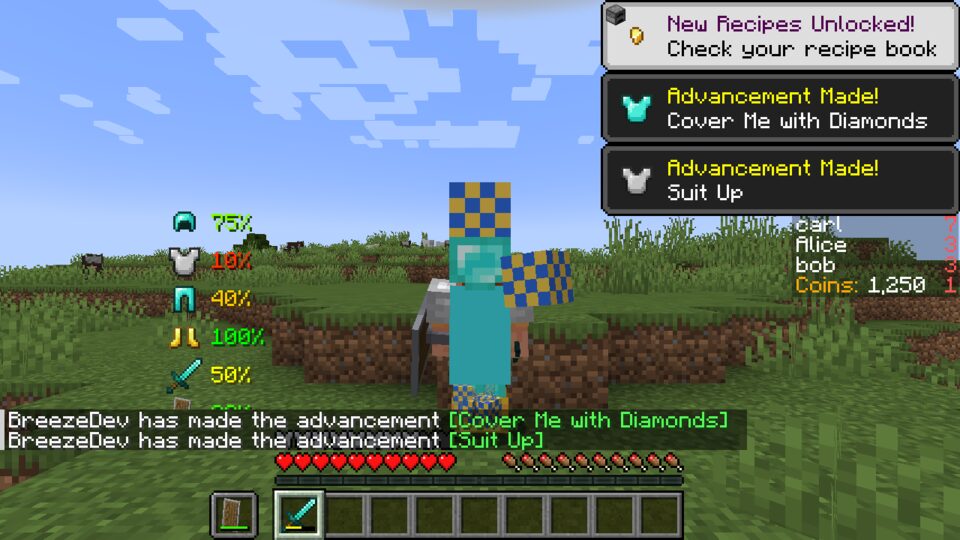 New Recipes Unlocked!
Check your recipe book
Advancement Made!
Cover Me with Diamonds
Advancement Made!
Suit Up
carl 7
Alice 3
bob 3
Coins: 1,250 1
75%
10%
40%
100%
50%
BreezeDev has made the advancement [Cover Me with Diamonds]
BreezeDev has made the advancement [Suit Up]